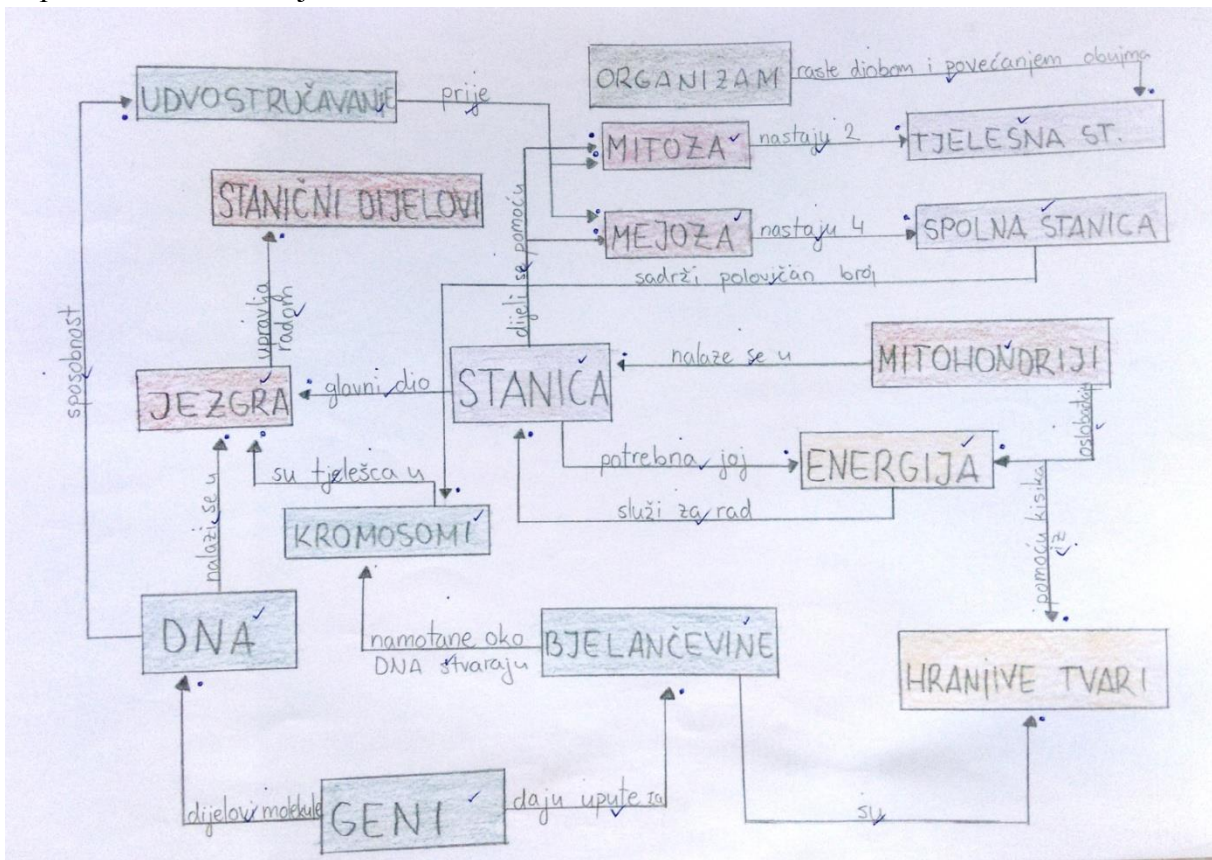 ORGANIZAM
raste diobom i povećanjem obujma
UDVOSTRUČAVANJE
prije
MITOZA
nastaju 2
TJELESNA ST.
STANIČNI DIJELOVI
MEJOZA
nastaju 4
SPOLNA STANICA
sadrži polovičan broj
dijeli se pomoću
upravlja
radom
sposobnost
nalaze se u
MITOHONDRIJI
JEZGRA
glavni dio
STANICA
oslobađaju
potrebna joj
ENERGIJA
su tjelešca u
služi za rad
pomoću kisika
iz
KROMOSOMI
nalazi se u
DNA
namotane oko
DNA stvaraju
BJELANČEVINE
HRANJIVE TVARI
dijelovi molekule
GENI
daju upute za
su